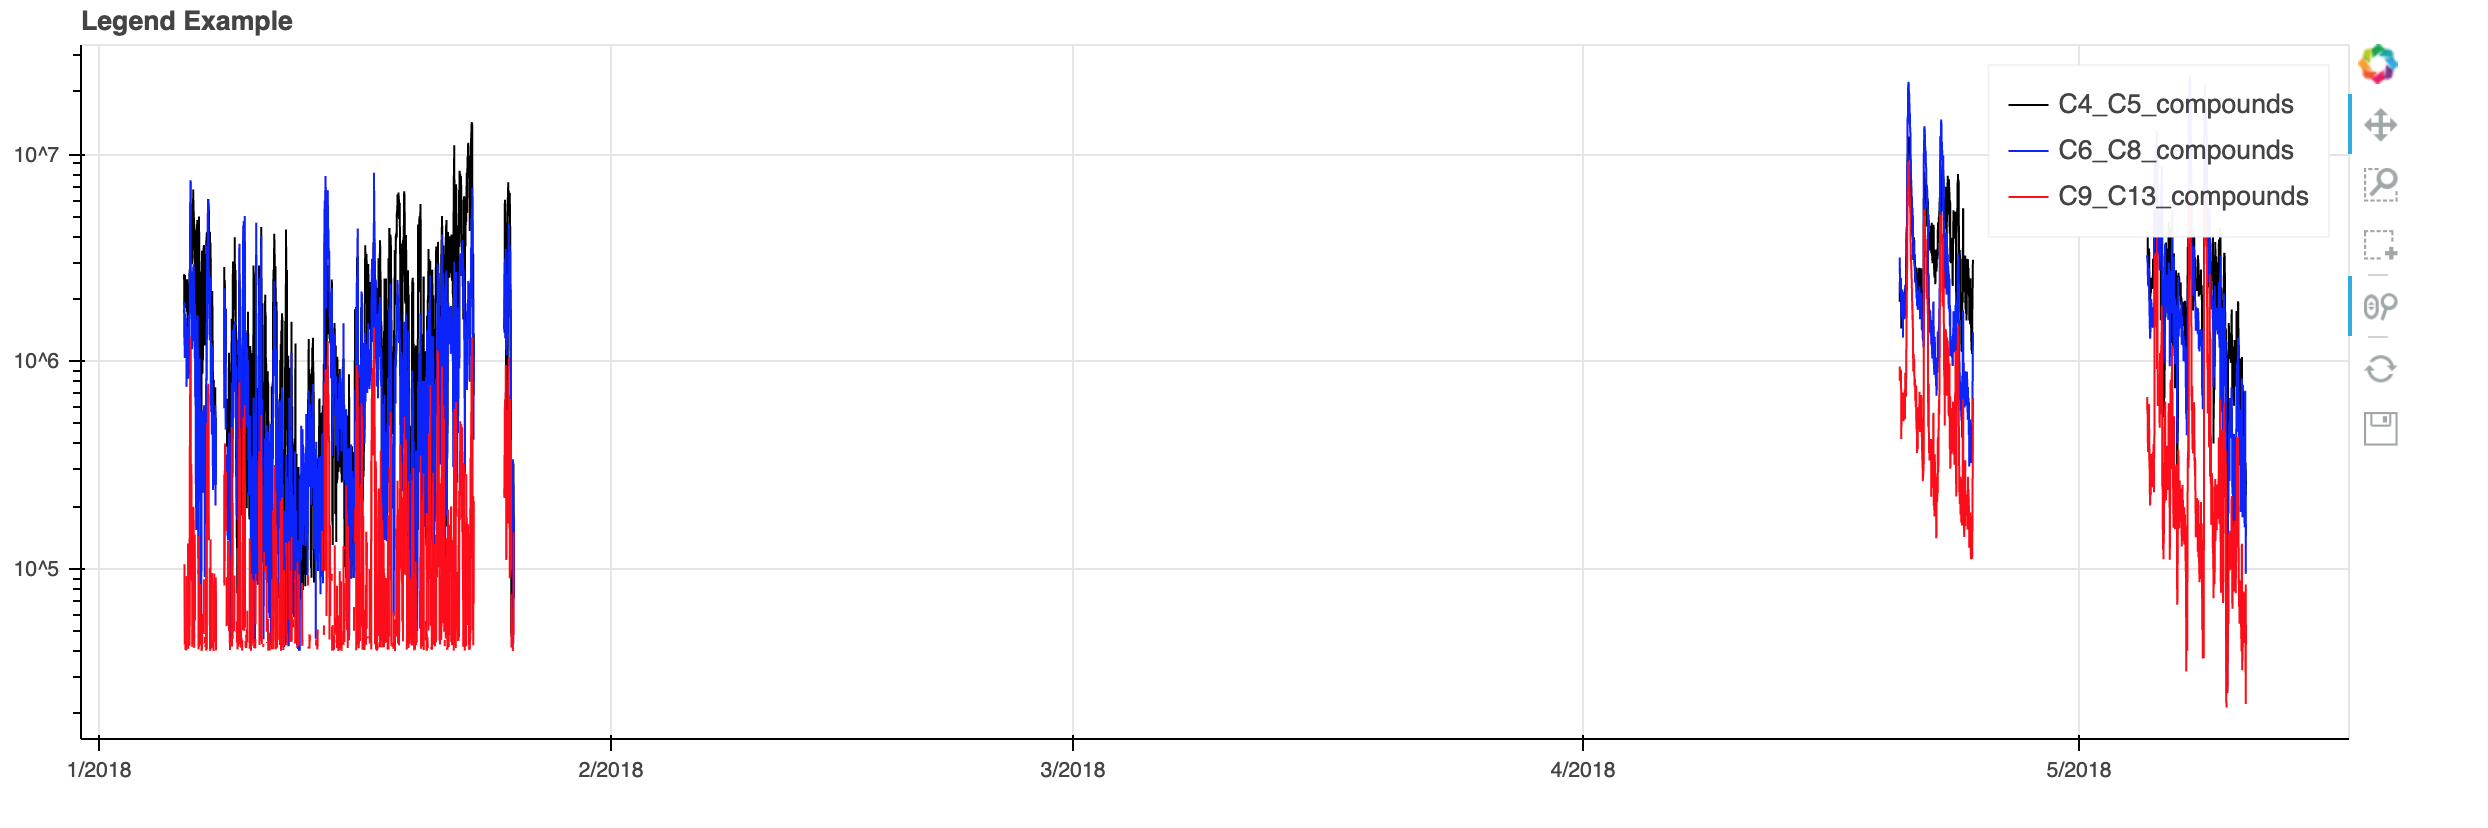 Legend Example
C4_C5_compounds
C6_C8_compounds
C9_C13_compounds
10^7
10^6
10^5
1/2018 2/2018 3/2018 4/2018 5/2018